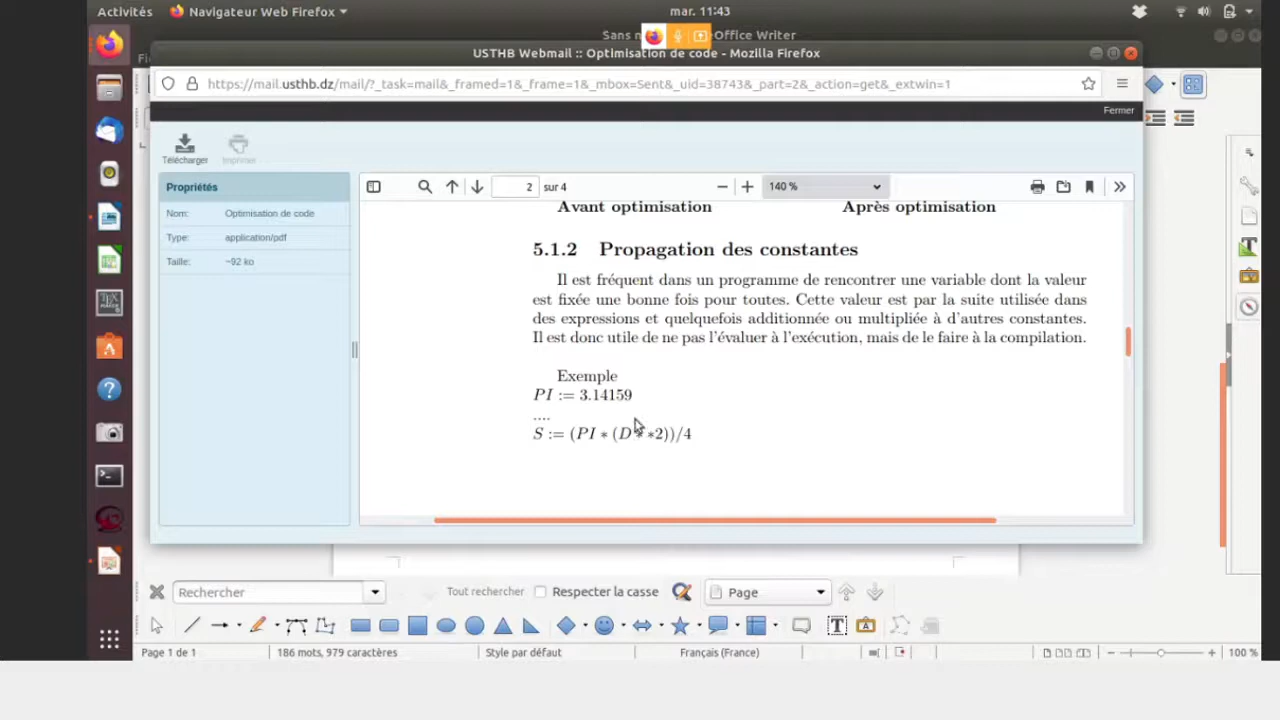 Activités
Navigateur Web Firefox
mar. 11:43
Sans n
Office Writer
USTHB Webmail :: Optimisation de code - Mozilla Firefox
https://mail.usthb.dz/mail/?_task=mail&_framed=1&_frame=1&_mbox=Sent&_uid=38743&_part=2&_action=get&_extwin=1
Fermer
Télécharger
Imprimer
Propriétés
Nom: Optimisation de code
Type: application/pdf
Taille: ~92 ko
2 sur 4
140 %
Avant optimisation
Après optimisation
5.1.2 Propagation des constantes
Il est fréquent dans un programme de rencontrer une variable dont la valeur
est fixée une bonne fois pour toutes. Cette valeur est par la suite utilisée dans
des expressions et quelquefois additionnée ou multipliée à d'autres constantes.
Il est donc utile de ne pas l'évaluer à l'exécution, mais de le faire à la compilation.
Exemple
PI := 3.14159
....
S := (PI * (D * *2))/4
Rechercher
Tout rechercher
Respecter la casse
Page
Page 1 de 1
186 mots, 979 caractères
Style par défaut
Français (France)
100 %